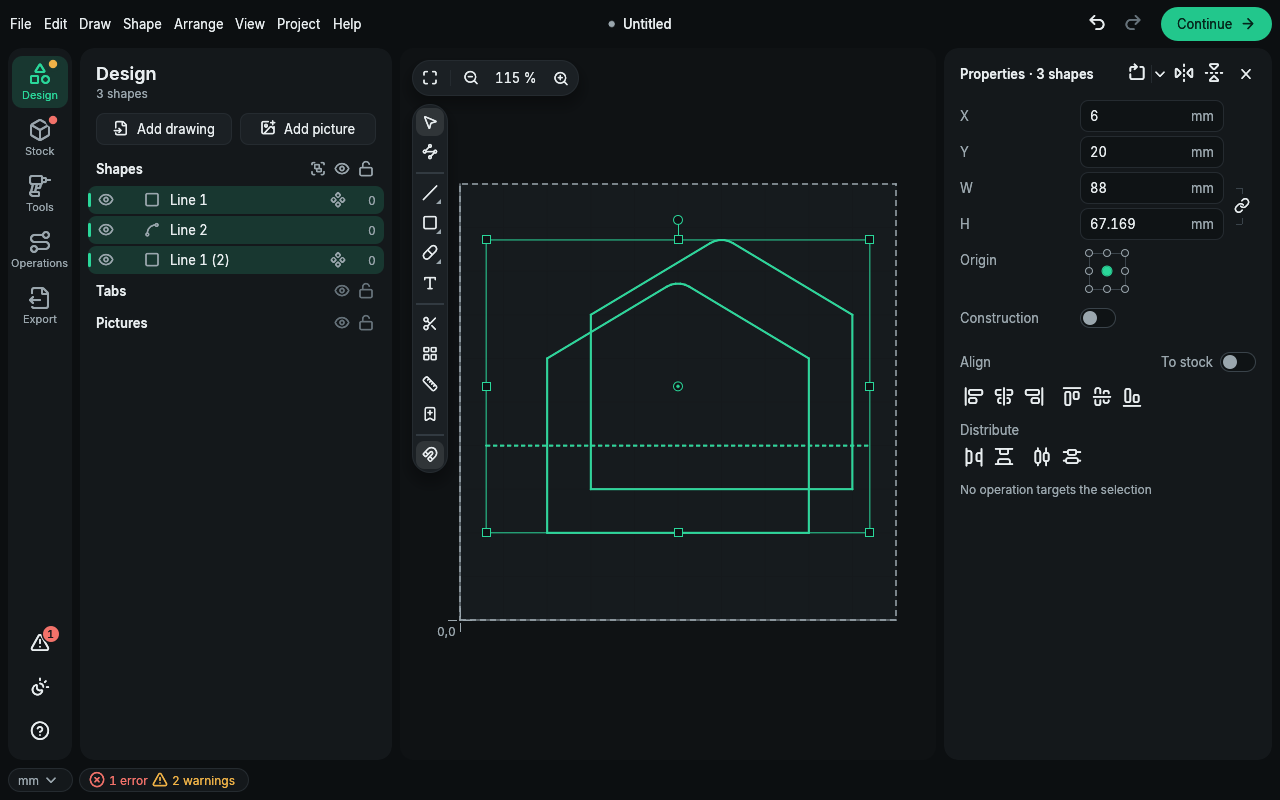 File Edit Draw Shape Arrange View Project Help
Untitled
Continue
Design
Stock
Tools
Operations
Export
1
Design
3 shapes
Add drawing
Add picture
Shapes
Line 1 0
Line 2 0
Line 1 (2) 0
Tabs
Pictures
115 %
0,0
Properties · 3 shapes
X 6 mm
Y 20 mm
W 88 mm
H 67.169 mm
Origin
Construction
Align To stock
Distribute
No operation targets the selection
mm
1 error 2 warnings